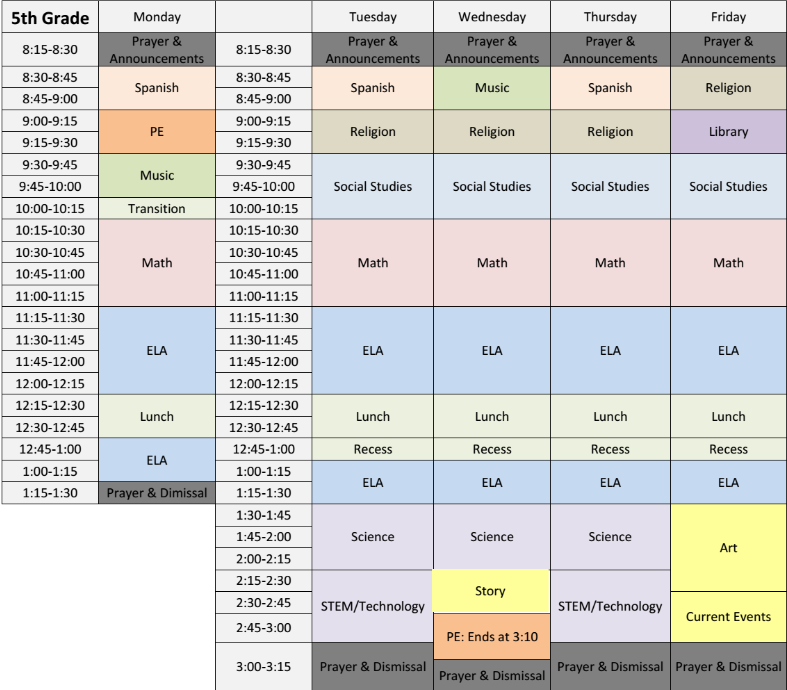 5th Grade Monday Tuesday Wednesday Thursday Friday
8:15-8:30 Prayer & Announcements 8:15-8:30 Prayer & Announcements Prayer & Announcements Prayer & Announcements Prayer & Announcements
8:30-8:45 Spanish 8:30-8:45 Spanish Music Spanish Religion
8:45-9:00 8:45-9:00
9:00-9:15 PE 9:00-9:15 Religion Religion Religion Library
9:15-9:30 9:15-9:30
9:30-9:45 Music 9:30-9:45 Social Studies Social Studies Social Studies Social Studies
9:45-10:00 9:45-10:00
10:00-10:15 Transition 10:00-10:15
10:15-10:30 Math 10:15-10:30 Math Math Math Math
10:30-10:45 10:30-10:45
10:45-11:00 10:45-11:00
11:00-11:15 11:00-11:15
11:15-11:30 ELA 11:15-11:30 ELA ELA ELA ELA
11:30-11:45 11:30-11:45
11:45-12:00 11:45-12:00
12:00-12:15 12:00-12:15
12:15-12:30 Lunch 12:15-12:30 Lunch Lunch Lunch Lunch
12:30-12:45 12:30-12:45
12:45-1:00 ELA 12:45-1:00 Recess Recess Recess Recess
1:00-1:15 1:00-1:15 ELA ELA ELA ELA
1:15-1:30 Prayer & Dimissal 1:15-1:30
1:30-1:45 Science Science Science Art
1:45-2:00
2:00-2:15
2:15-2:30 STEM/Technology Story STEM/Technology
2:30-2:45 Current Events
2:45-3:00 PE: Ends at 3:10
3:00-3:15 Prayer & Dismissal Prayer & Dismissal Prayer & Dismissal Prayer & Dismissal